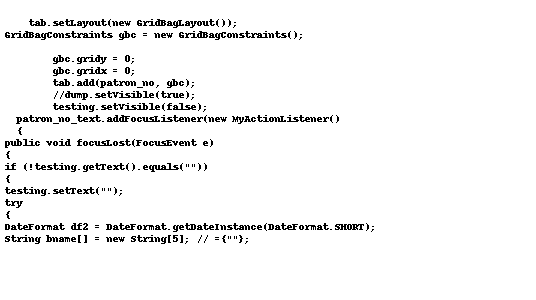 tab.setLayout(new GridBagLayout());
GridBagConstraints gbc = new GridBagConstraints();
gbc.gridy = 0;
gbc.gridx = 0;
tab.add(patron_no, gbc);
//dump.setVisible(true);
testing.setVisible(false);
patron_no_text.addFocusListener(new MyActionListener()
{
public void focusLost(FocusEvent e)
{
if (!testing.getText().equals(""))
{
testing.setText("");
try
{
DateFormat df2 = DateFormat.getDateInstance(DateFormat.SHORT);
String bname[] = new String[5]; // ={""};